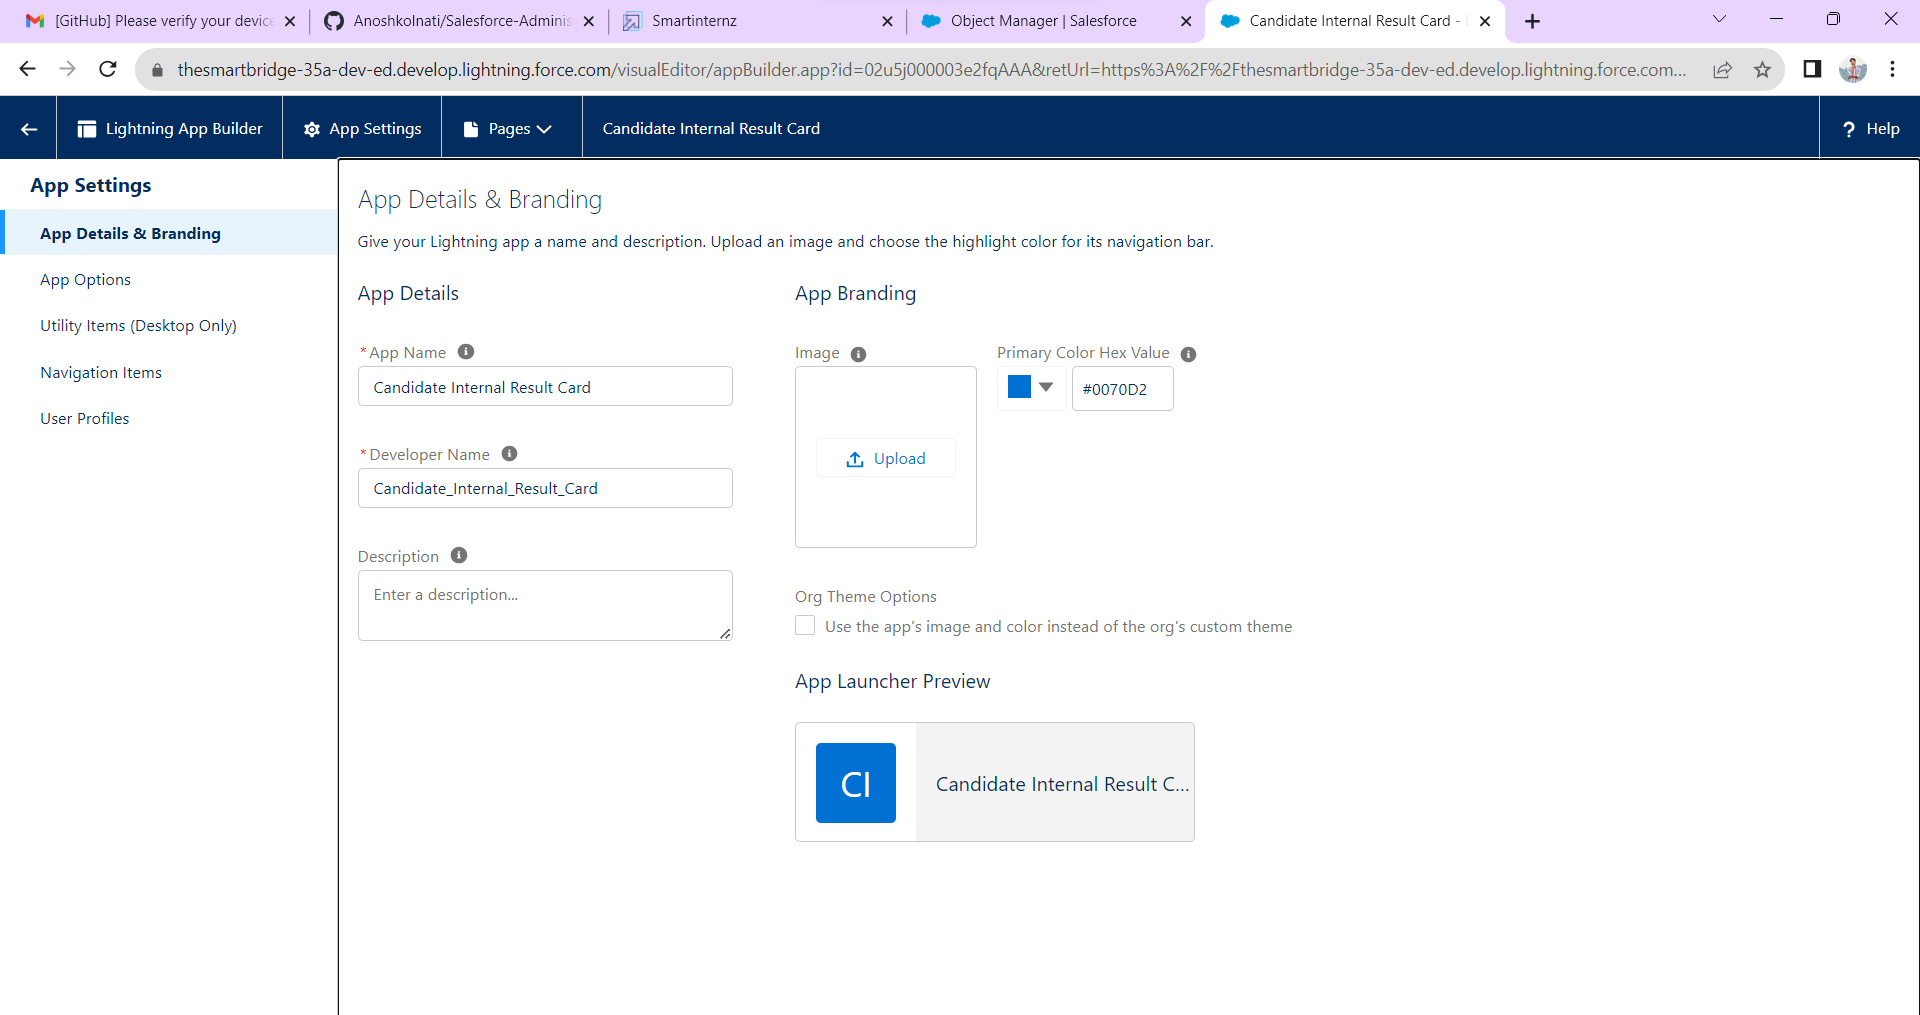 [GitHub] Please verify your device
AnoshkoInati/Salesforce-Adminis
Smartinternz
Object Manager | Salesforce
Candidate Internal Result Card -
thesmartbridge-35a-dev-ed.develop.lightning.force.com/visualEditor/appBuilder.app?id=02u5j000003e2fqAAA&retUrl=https%3A%2F%2Fthesmartbridge-35a-dev-ed.develop.lightning.force.com...
Lightning App Builder
App Settings
Pages
Candidate Internal Result Card
? Help
App Settings
App Details & Branding
App Options
Utility Items (Desktop Only)
Navigation Items
User Profiles
App Details & Branding
Give your Lightning app a name and description. Upload an image and choose the highlight color for its navigation bar.
App Details
*App Name
Candidate Internal Result Card
*Developer Name
Candidate_Internal_Result_Card
Description
Enter a description...
App Branding
Image
Upload
Primary Color Hex Value
#0070D2
Org Theme Options
Use the app's image and color instead of the org's custom theme
App Launcher Preview
CI
Candidate Internal Result C...